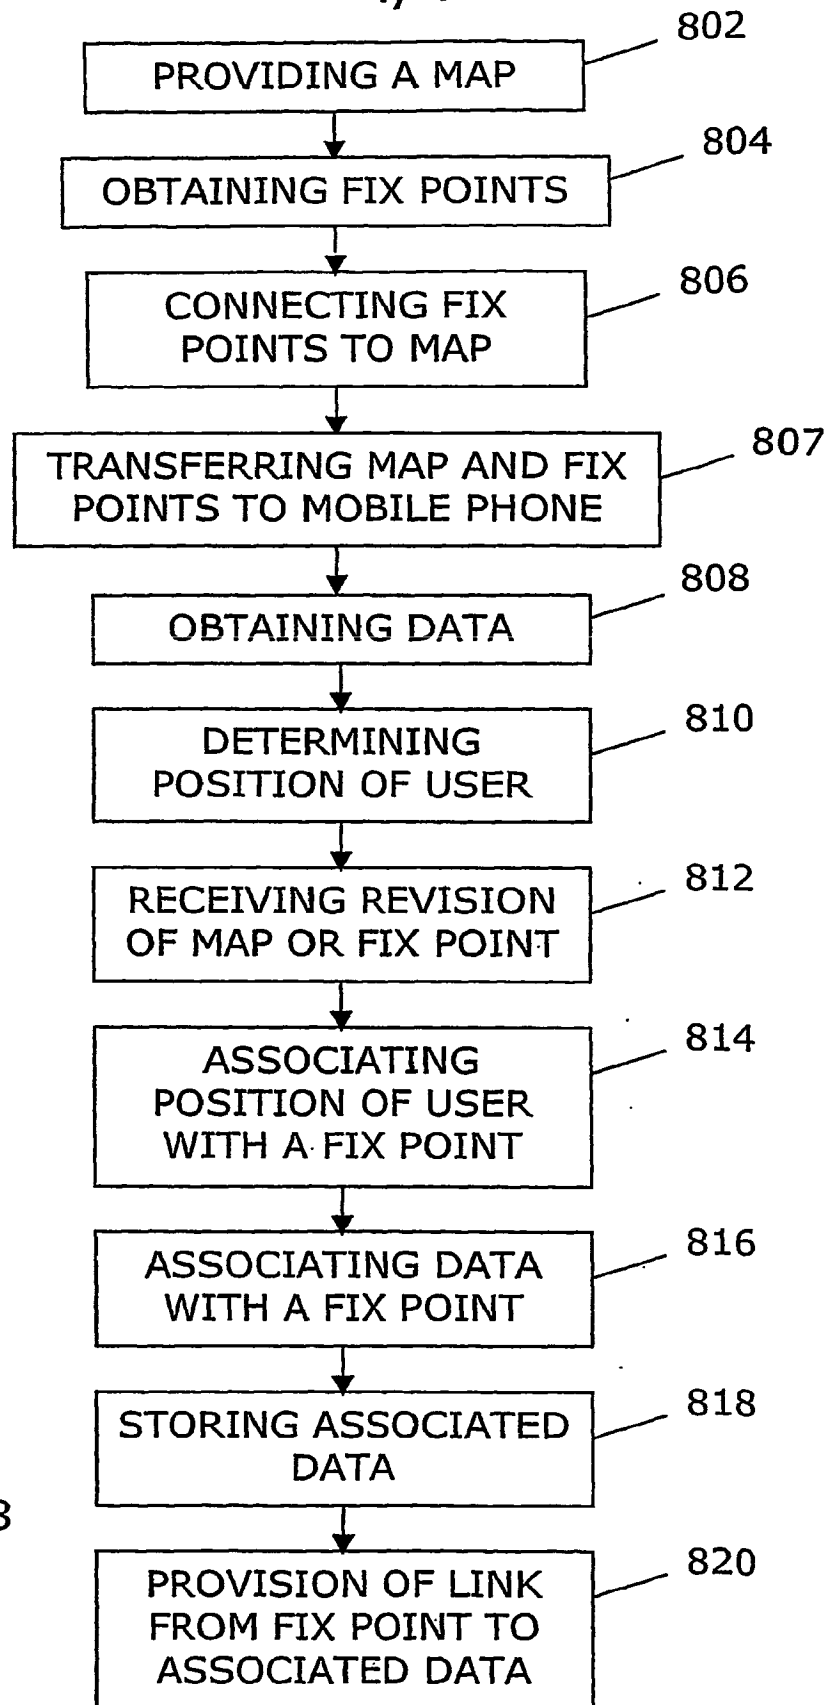 802
PROVIDING A MAP
804
OBTAINING FIX POINTS
806
CONNECTING FIX
POINTS TO MAP
807
TRANSFERRING MAP AND FIX
POINTS TO MOBILE PHONE
808
OBTAINING DATA
810
DETERMINING
POSITION OF USER
812
RECEIVING REVISION
OF MAP OR FIX POINT
814
ASSOCIATING
POSITION OF USER
WITH A FIX POINT
816
ASSOCIATING DATA
WITH A FIX POINT
818
STORING ASSOCIATED
DATA
8
820
PROVISION OF LINK
FROM FIX POINT TO
ASSOCIATED DATA